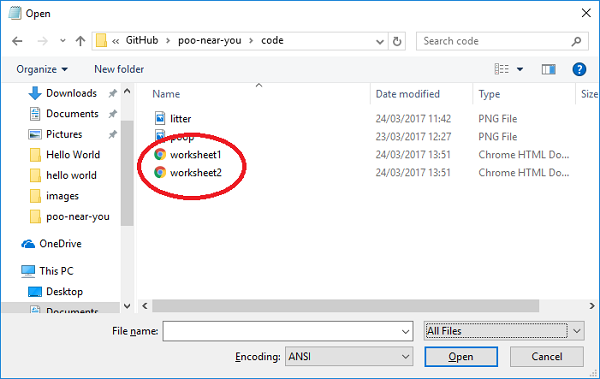 Open
« GitHub > poo-near-you > code
Search code
Organize
New folder
Downloads
Documents
Pictures
Hello World
hello world
images
poo-near-you
OneDrive
This PC
Desktop
Documents
Name Date modified Type
litter 24/03/2017 11:42 PNG File
poop 23/03/2017 12:27 PNG File
worksheet1 24/03/2017 13:51 Chrome HTML Do...
worksheet2 24/03/2017 13:51 Chrome HTML Do...
File name:
All Files
Encoding: ANSI
Open Cancel